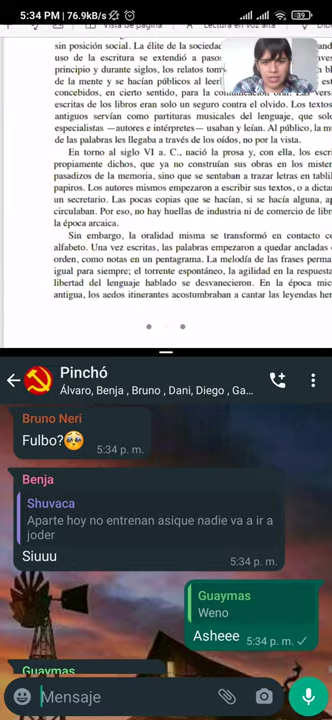 5:34 PM | 76.9kB/s
39
Vista de página
Lectura en voz alta
sin posición social. La élite de la sociedad
uso de la escritura se extendió a
principio y durante siglos, los relatos
de la mente y se hacían públicos al
concebidos, en cierto sentido, para la
escritas de los libros eran solo un seguro contra el olvido. Los textos
antiguos servían como partituras musicales del lenguaje, que solo
especialistas —autores e intérpretes— usaban y leían. Al público, la
de las palabras les llegaba a través de los oídos, no por la vista.
En torno al siglo VI a. C., nació la prosa y, con ella, los
propiamente dichos, que ya no construían sus obras en los
pasadizos de la memoria, sino que se sentaban a trazar letras en
papiros. Los autores mismos empezaron a escribir sus textos, o a
un secretario. Las pocas copias que se hacían, si se hacía alguna,
circulaban. Por eso, no hay huellas de industria ni de comercio de
la época arcaica.
Sin embargo, la oralidad misma se transformó en contacto
alfabeto. Una vez escritas, las palabras empezaron a quedar ancladas
orden, como notas en un pentagrama. La melodía de las frases
igual para siempre; el torrente espontáneo, la agilidad en la
libertad del lenguaje hablado se desvanecieron. En la época
antigua, los aedos itinerantes acostumbraban a cantar las leyendas
Pinchó
Álvaro, Benja , Bruno , Dani, Diego , Ga...
Bruno Neri
Fulbo?🥺
5:34 p. m.
Benja
Shuvaca
Aparte hoy no entrenan asique nadie va a ir a
joder
Siuuu
5:34 p. m.
Guaymas
Weno
Asheee
5:34 p. m.
Guaymas
Mensaje